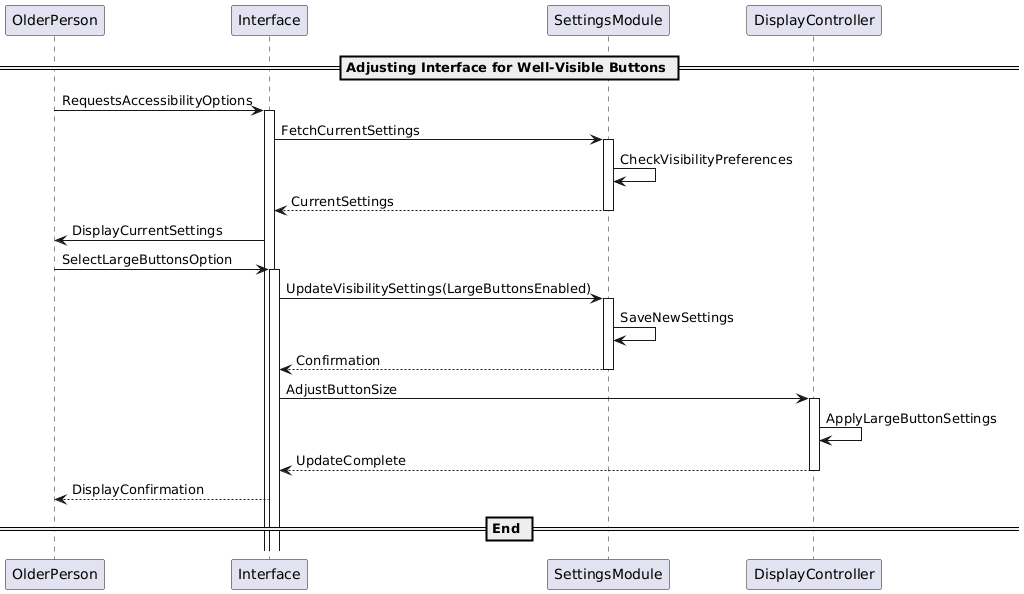 OlderPerson
Interface
SettingsModule
DisplayController
Adjusting Interface for Well-Visible Buttons
RequestsAccessibilityOptions
FetchCurrentSettings
CheckVisibilityPreferences
CurrentSettings
DisplayCurrentSettings
SelectLargeButtonsOption
UpdateVisibilitySettings(LargeButtonsEnabled)
SaveNewSettings
Confirmation
AdjustButtonSize
ApplyLargeButtonSettings
UpdateComplete
DisplayConfirmation
End
OlderPerson
Interface
SettingsModule
DisplayController